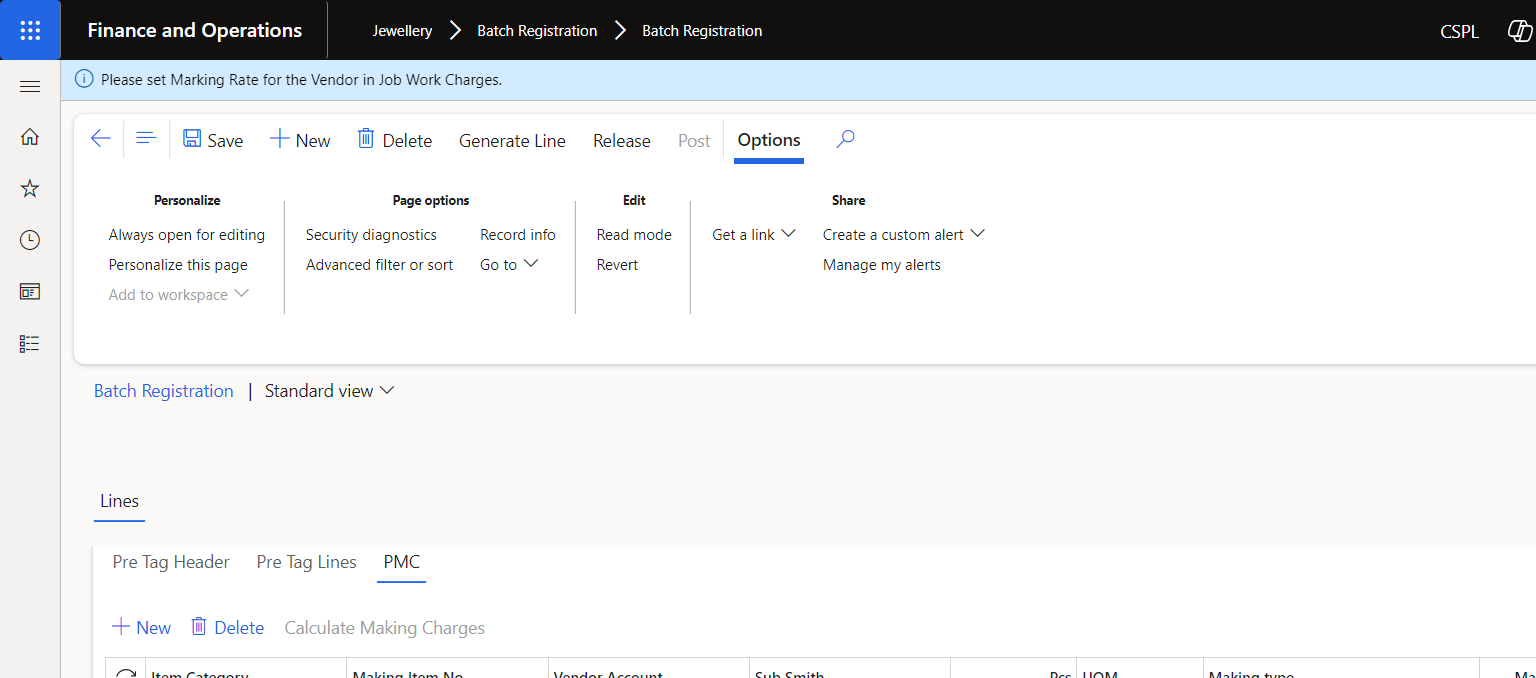 Finance and Operations
Jewellery
Batch Registration
Batch Registration
CSPL
Please set Marking Rate for the Vendor in Job Work Charges.
Save
New
Delete
Generate Line
Release
Post
Options
Personalize
Page options
Edit
Share
Always open for editing
Security diagnostics
Record info
Read mode
Get a link
Create a custom alert
Personalize this page
Advanced filter or sort
Go to
Revert
Manage my alerts
Add to workspace
Batch Registration | Standard view
Lines
Pre Tag Header
Pre Tag Lines
PMC
New
Delete
Calculate Making Charges
Item Category
Making Item No
Vendor Account
Sub Smith
Pcs
UOM
Making type